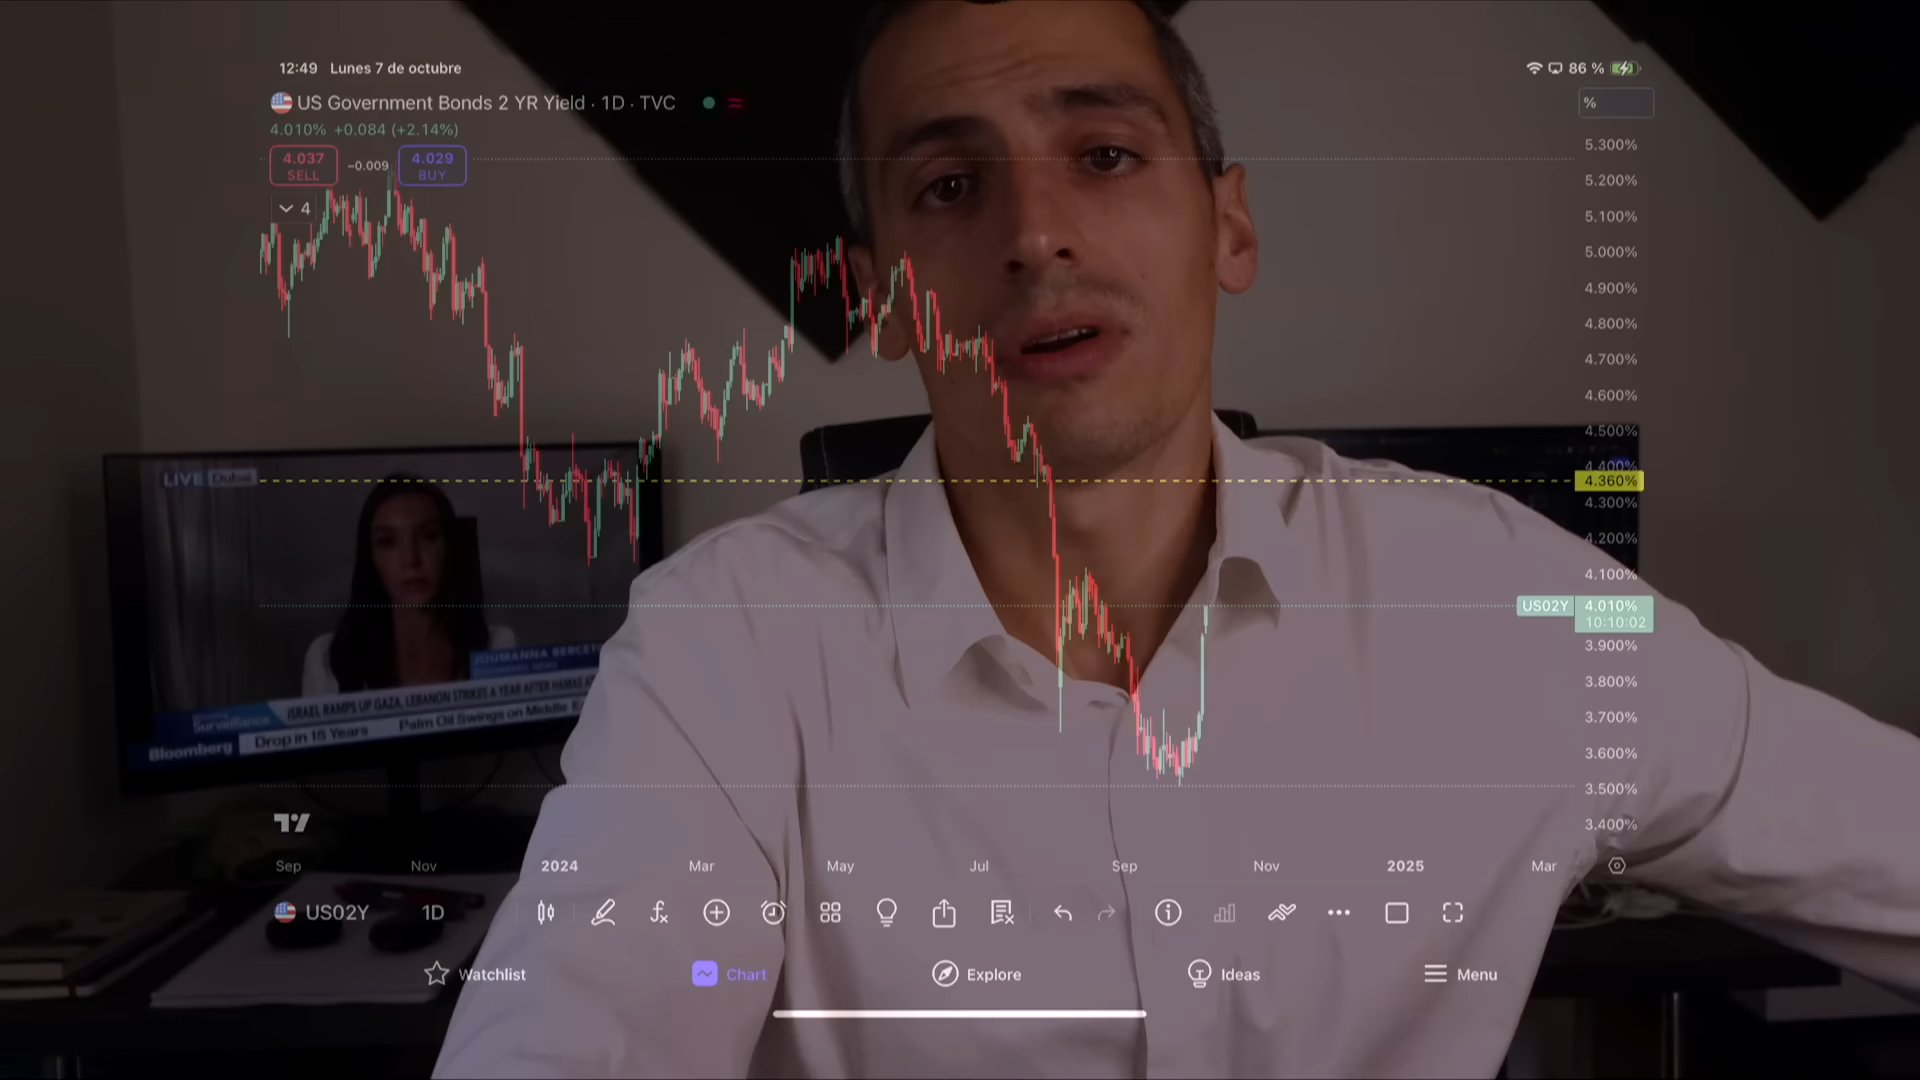 12:49 Lunes 7 de octubre
86 %
US Government Bonds 2 YR Yield · 1D · TVC
%
4.010% +0.084 (+2.14%)
4.037
SELL
−0.009
4.029
BUY
4
5.300%
5.200%
5.100%
5.000%
4.900%
4.800%
4.700%
4.600%
4.500%
4.400%
4.360%
4.300%
4.200%
4.100%
US02Y 4.010%
10:10:02
3.900%
3.800%
3.700%
3.600%
3.500%
3.400%
LIVE Dubai
JOUMANNA
ISRAEL RAMPS UP GAZA, LEBANON STRIKES A YEAR AFTER HAMAS
Surveillance
Bloomberg
Drop in 15 Years Palm Oil Swings on Middle
Sep Nov 2024 Mar May Jul Sep Nov 2025 Mar
US02Y 1D
Watchlist Chart Explore Ideas Menu